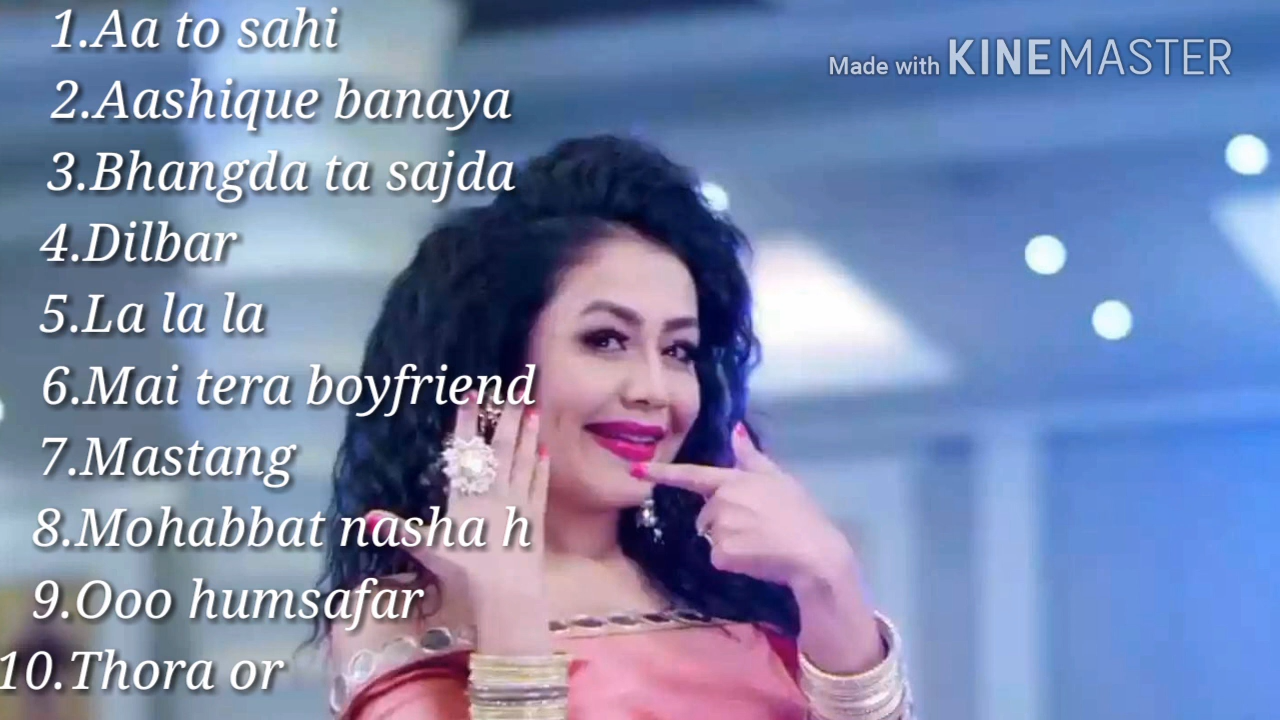 1.Aa to sahi
2.Aashique banaya
3.Bhangda ta sajda
4.Dilbar
5.La la la
6.Mai tera boyfriend
7.Mastang
8.Mohabbat nasha h
9.Ooo humsafar
10.Thora or
Made with KINEMASTER